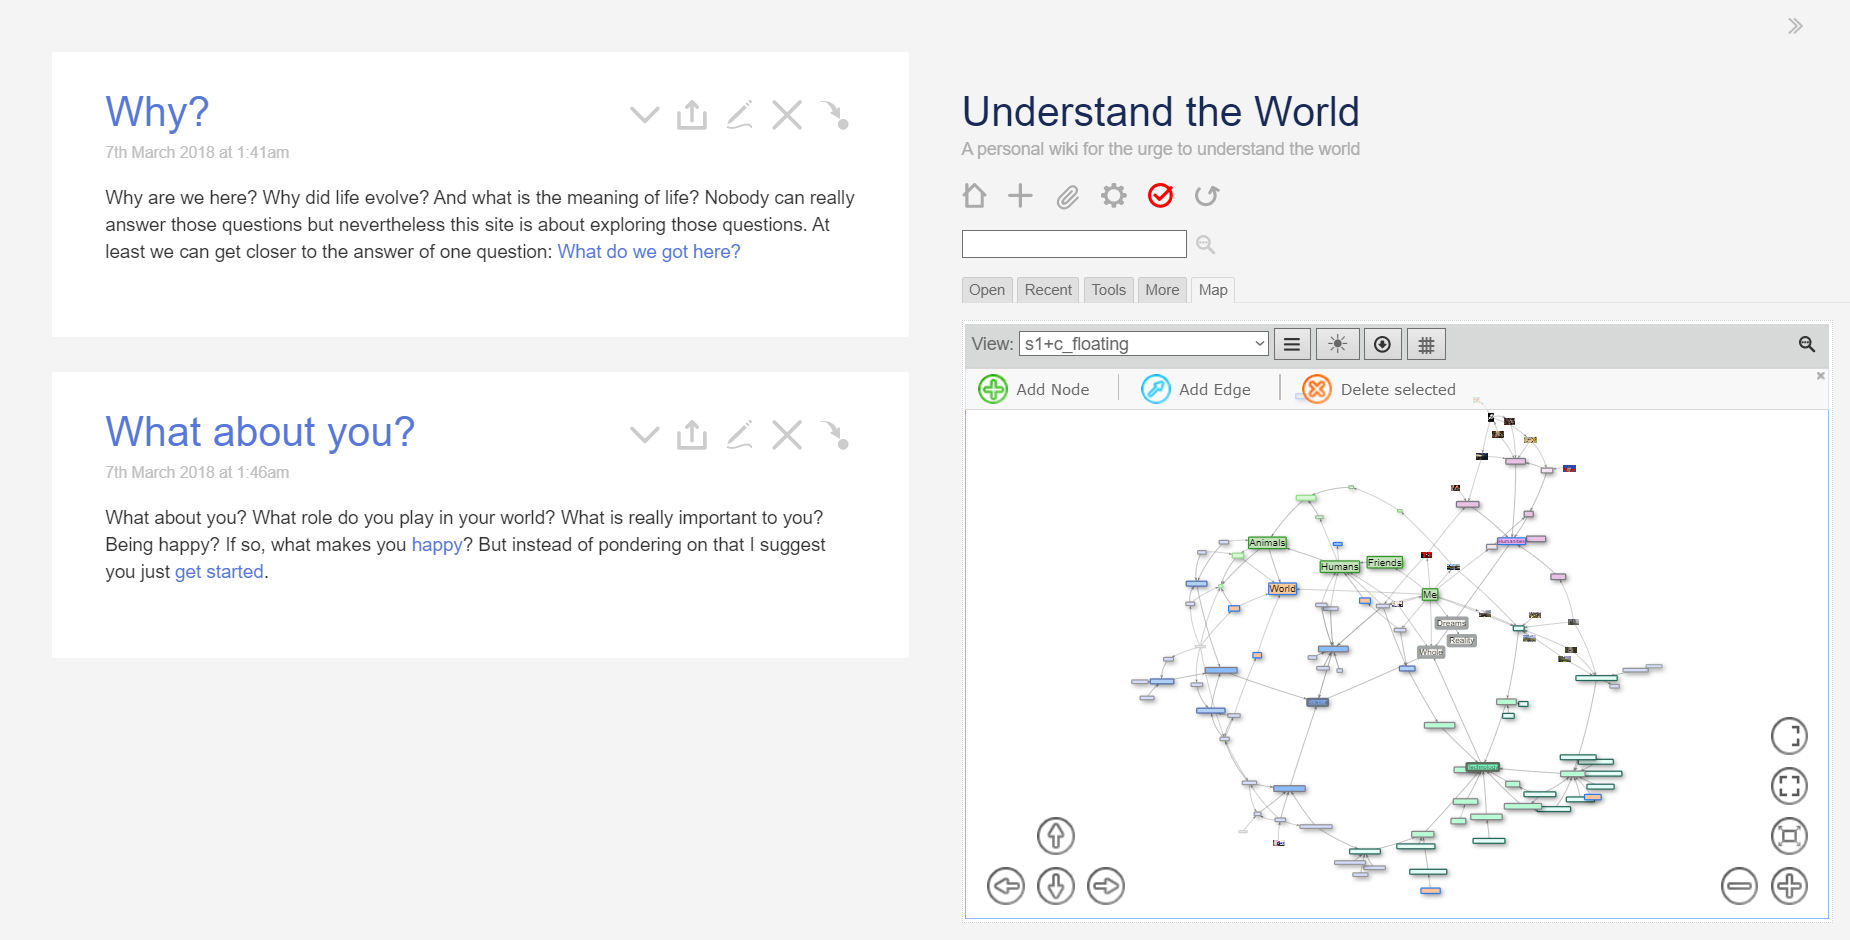 Why?
7th March 2018 at 1:41am
Why are we here? Why did life evolve? And what is the meaning of life? Nobody can really
answer those questions but nevertheless this site is about exploring those questions. At
least we can get closer to the answer of one question: What do we got here?
What about you?
7th March 2018 at 1:46am
What about you? What role do you play in your world? What is really important to you?
Being happy? If so, what makes you happy? But instead of pondering on that I suggest
you just get started.
Understand the World
A personal wiki for the urge to understand the world
Open Recent Tools More Map
View: s1+c_floating
Add Node Add Edge Delete selected
Humanities
Animals
Humans Friends
World
Me
Dreams
Reality
Whole
Technology